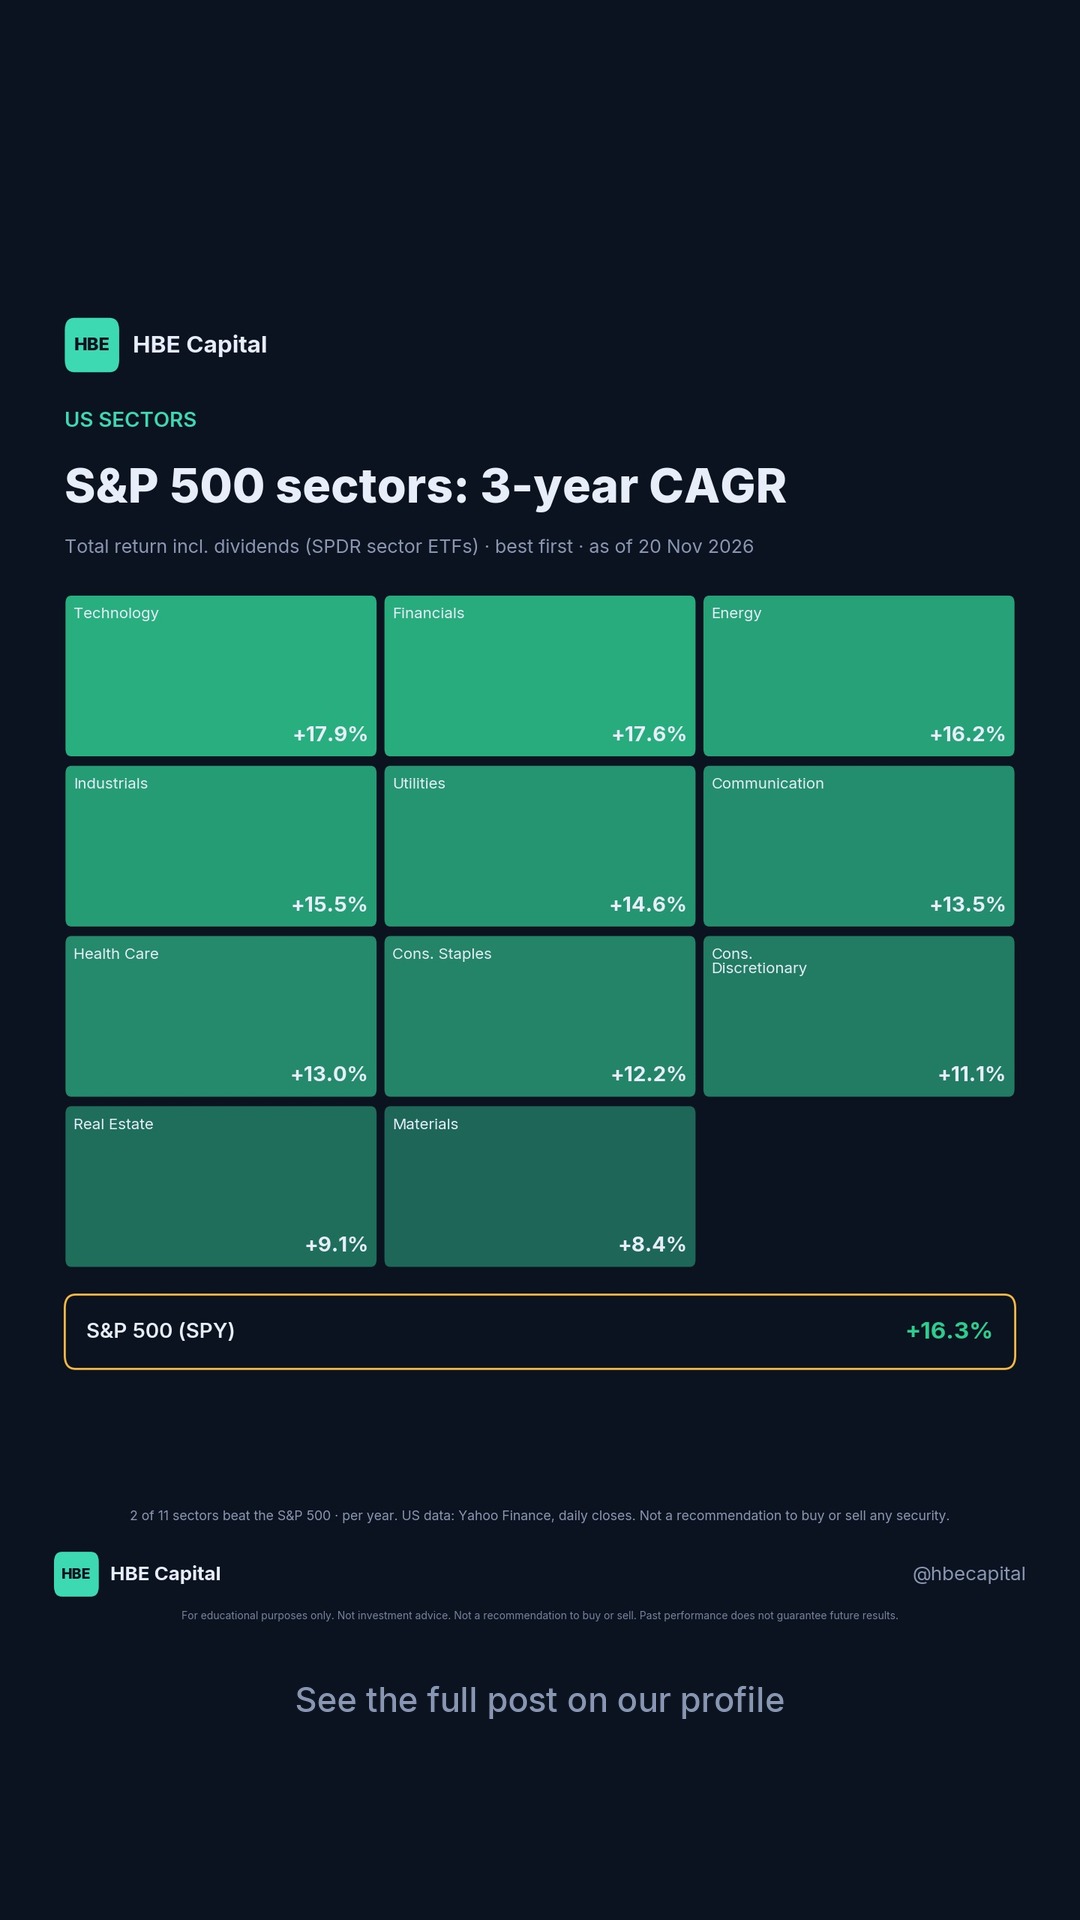 HBE HBE Capital
US SECTORS
S&P 500 sectors: 3-year CAGR
Total return incl. dividends (SPDR sector ETFs) · best first · as of 20 Nov 2026
Technology
+17.9%
Financials
+17.6%
Energy
+16.2%
Industrials
+15.5%
Utilities
+14.6%
Communication
+13.5%
Health Care
+13.0%
Cons. Staples
+12.2%
Cons.
Discretionary
+11.1%
Real Estate
+9.1%
Materials
+8.4%
S&P 500 (SPY) +16.3%
2 of 11 sectors beat the S&P 500 · per year. US data: Yahoo Finance, daily closes. Not a recommendation to buy or sell any security.
HBE HBE Capital @hbecapital
For educational purposes only. Not investment advice. Not a recommendation to buy or sell. Past performance does not guarantee future results.
See the full post on our profile